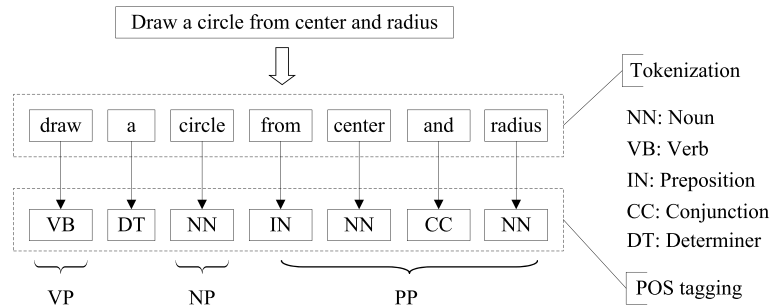 Draw a circle from center and radius
Tokenization
draw a circle from center and radius
NN: Noun
VB: Verb
IN: Preposition
CC: Conjunction
DT: Determiner
VB DT NN IN NN CC NN
POS tagging
VP NP PP